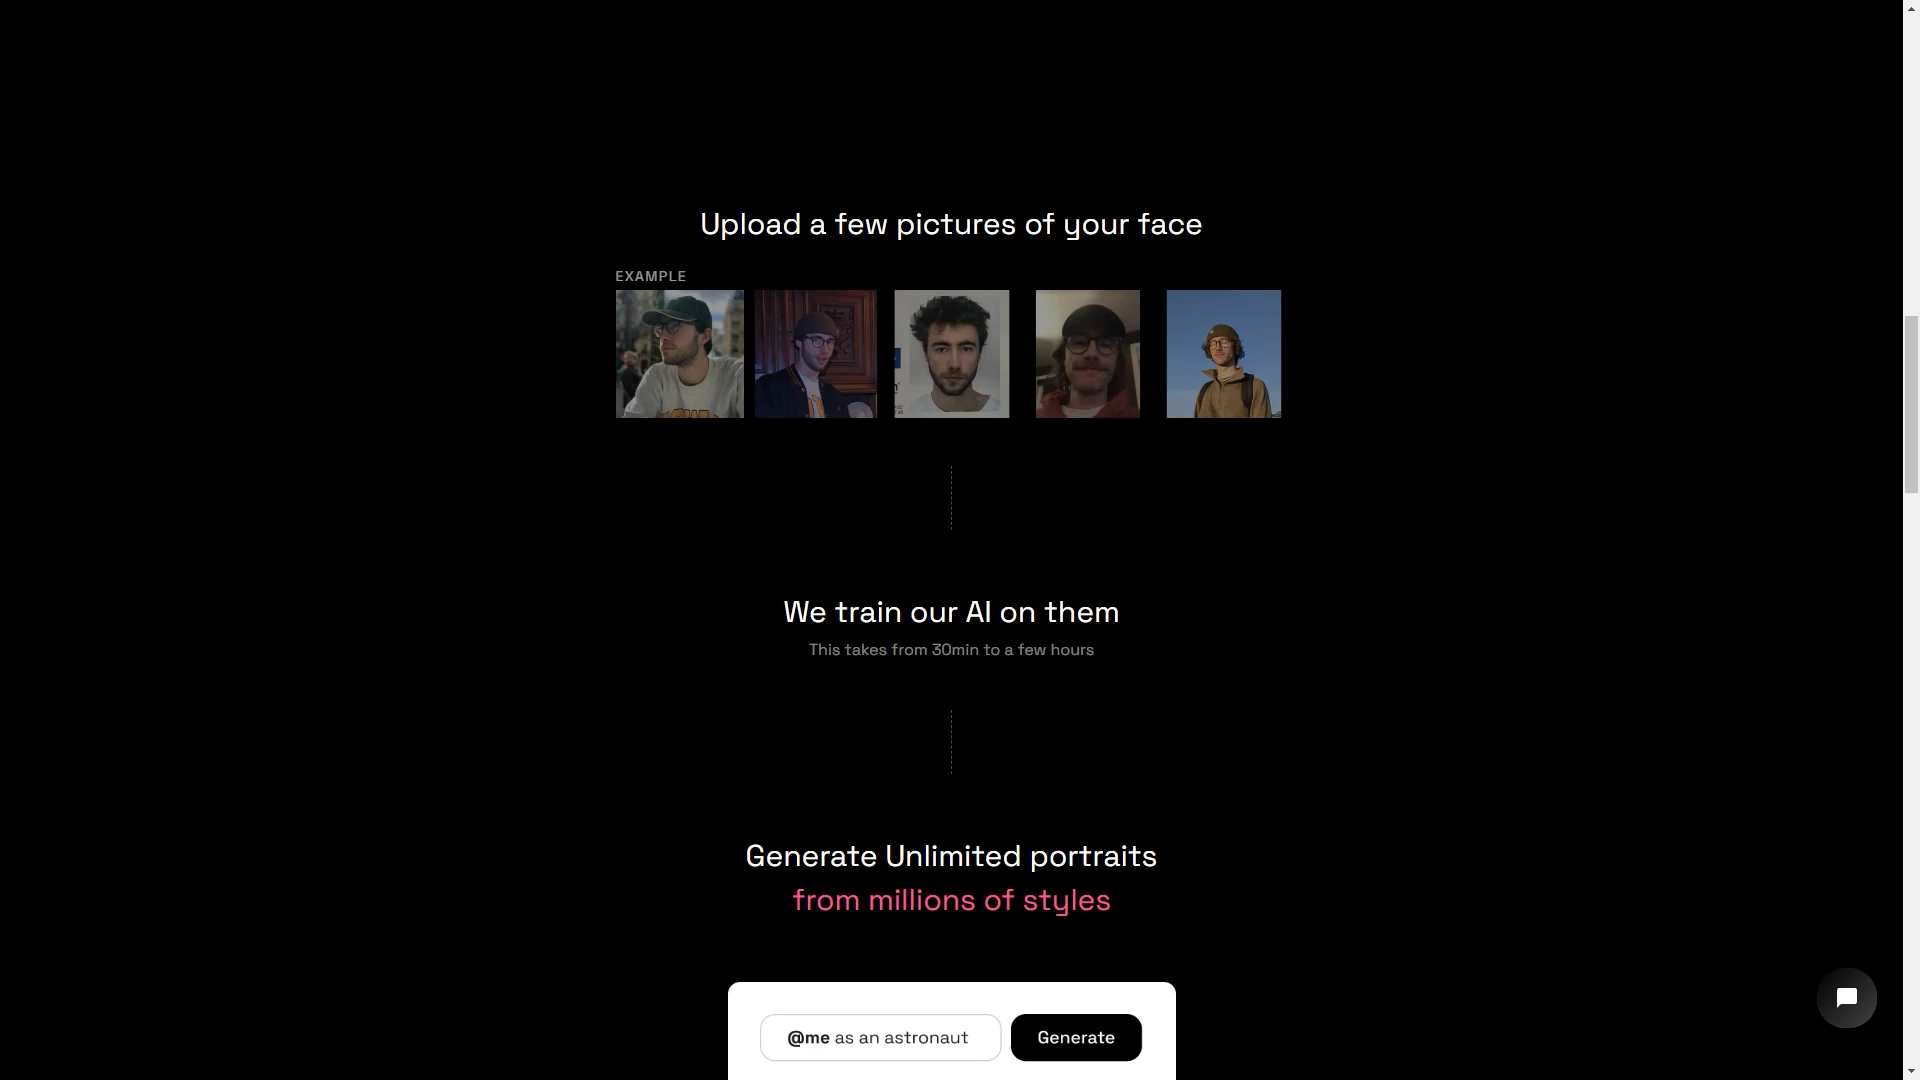 Upload a few pictures of your face
EXAMPLE
We train our AI on them
This takes from 30min to a few hours
Generate Unlimited portraits
from millions of styles
@me as an astronaut
Generate